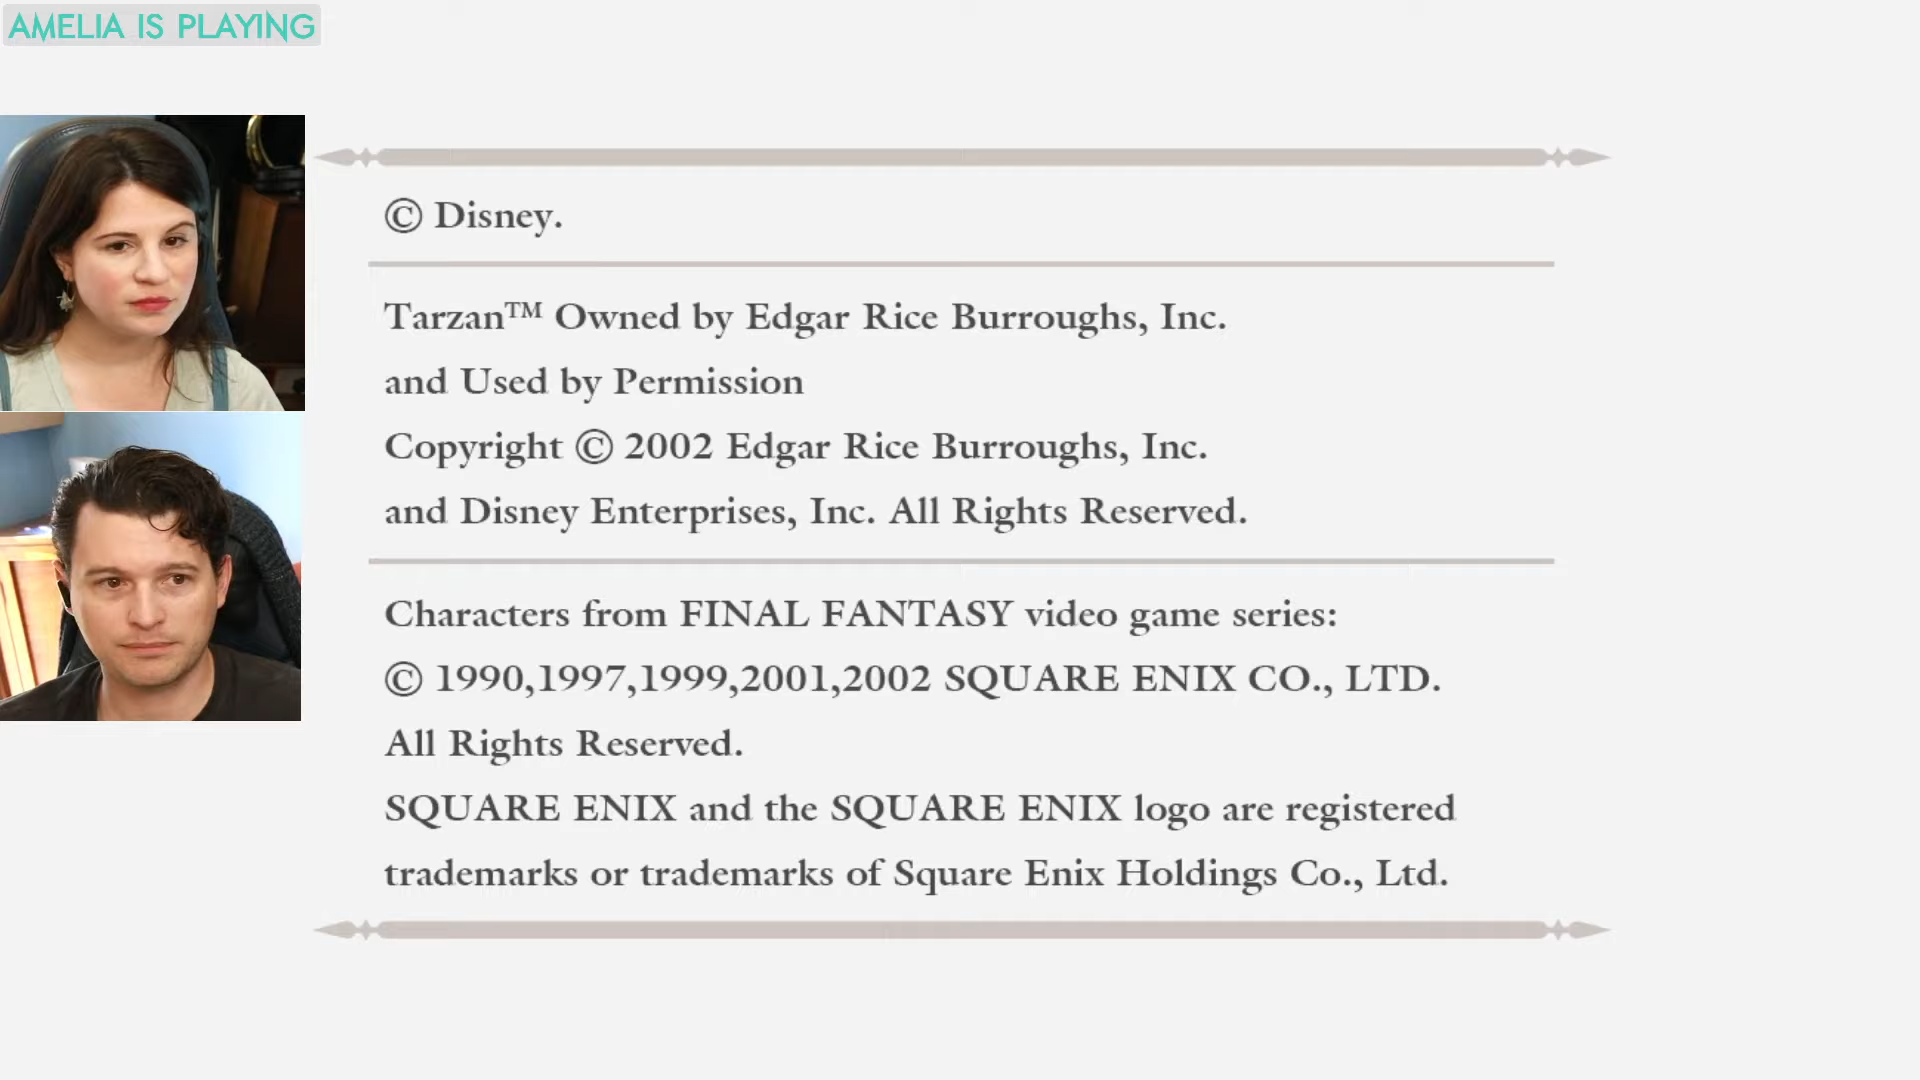 AMELIA IS PLAYING
© Disney.
Tarzan™ Owned by Edgar Rice Burroughs, Inc.
and Used by Permission
Copyright © 2002 Edgar Rice Burroughs, Inc.
and Disney Enterprises, Inc. All Rights Reserved.
Characters from FINAL FANTASY video game series:
© 1990,1997,1999,2001,2002 SQUARE ENIX CO., LTD.
All Rights Reserved.
SQUARE ENIX and the SQUARE ENIX logo are registered
trademarks or trademarks of Square Enix Holdings Co., Ltd.